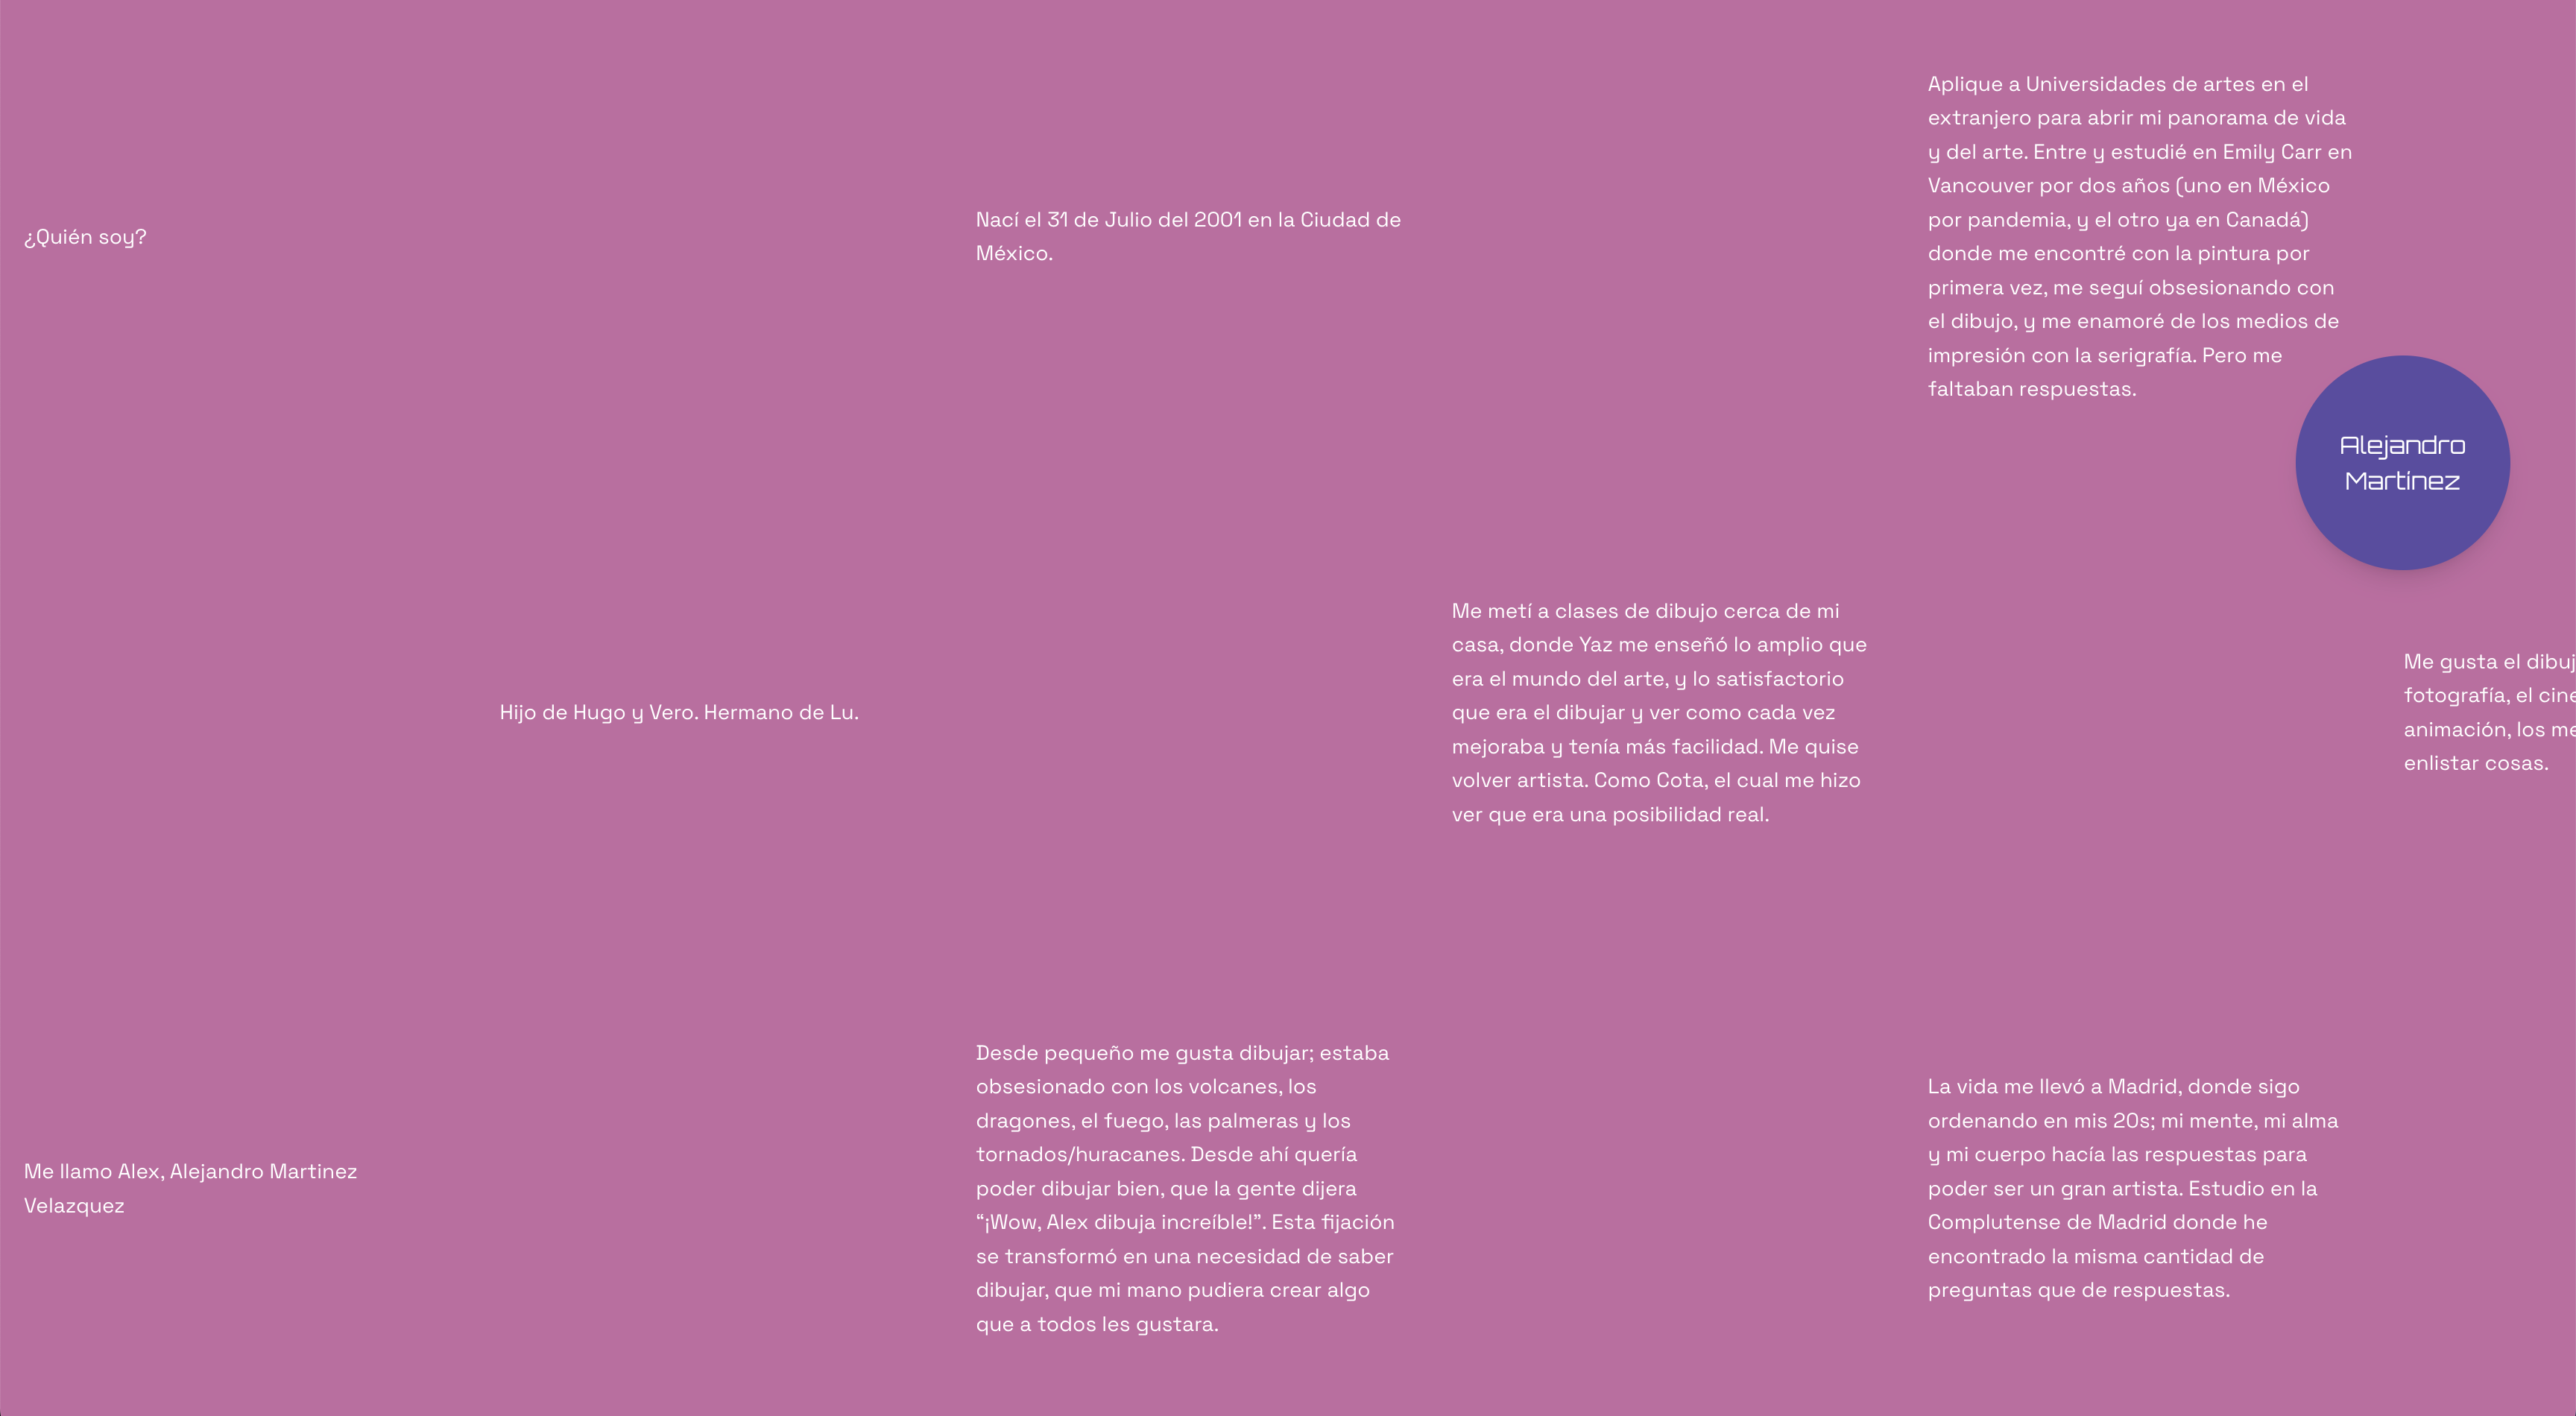 ¿Quién soy?
Me llamo Alex, Alejandro Martinez
Velazquez
Hijo de Hugo y Vero. Hermano de Lu.
Nací el 31 de Julio del 2001 en la Ciudad de
México.
Desde pequeño me gusta dibujar; estaba
obsesionado con los volcanes, los
dragones, el fuego, las palmeras y los
tornados/huracanes. Desde ahí quería
poder dibujar bien, que la gente dijera
“¡Wow, Alex dibuja increíble!”. Esta fijación
se transformó en una necesidad de saber
dibujar, que mi mano pudiera crear algo
que a todos les gustara.
Me metí a clases de dibujo cerca de mi
casa, donde Yaz me enseñó lo amplio que
era el mundo del arte, y lo satisfactorio
que era el dibujar y ver como cada vez
mejoraba y tenía más facilidad. Me quise
volver artista. Como Cota, el cual me hizo
ver que era una posibilidad real.
Aplique a Universidades de artes en el
extranjero para abrir mi panorama de vida
y del arte. Entre y estudié en Emily Carr en
Vancouver por dos años (uno en México
por pandemia, y el otro ya en Canadá)
donde me encontré con la pintura por
primera vez, me seguí obsesionando con
el dibujo, y me enamoré de los medios de
impresión con la serigrafía. Pero me
faltaban respuestas.
La vida me llevó a Madrid, donde sigo
ordenando en mis 20s; mi mente, mi alma
y mi cuerpo hacía las respuestas para
poder ser un gran artista. Estudio en la
Complutense de Madrid donde he
encontrado la misma cantidad de
preguntas que de respuestas.
Alejandro
Martínez
Me gusta el
fotografía, el
animación, los
enlistar cosas.